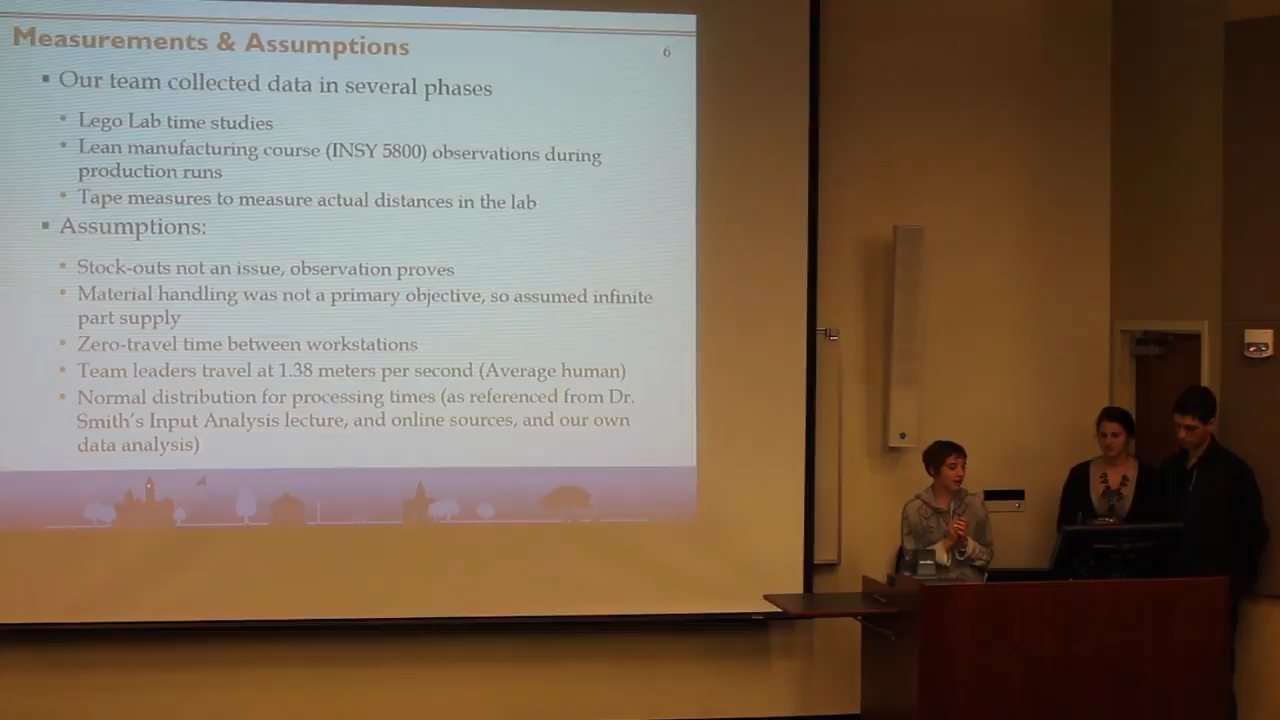 Measurements & Assumptions
6
▪ Our team collected data in several phases
• Lego Lab time studies
• Lean manufacturing course (INSY 5800) observations during
production runs
• Tape measures to measure actual distances in the lab
▪ Assumptions:
• Stock-outs not an issue, observation proves
• Material handling was not a primary objective, so assumed infinite
part supply
• Zero-travel time between workstations
• Team leaders travel at 1.38 meters per second (Average human)
• Normal distribution for processing times (as referenced from Dr.
Smith's Input Analysis lecture, and online sources, and our own
data analysis)